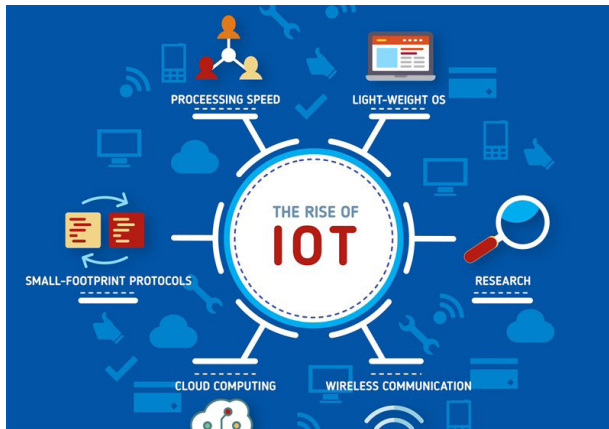 PROCEESSING SPEED
LIGHT-WEIGHT OS
THE RISE OF
IOT
SMALL-FOOTPRINT PROTOCOLS
RESEARCH
CLOUD COMPUTING
WIRELESS COMMUNICATION